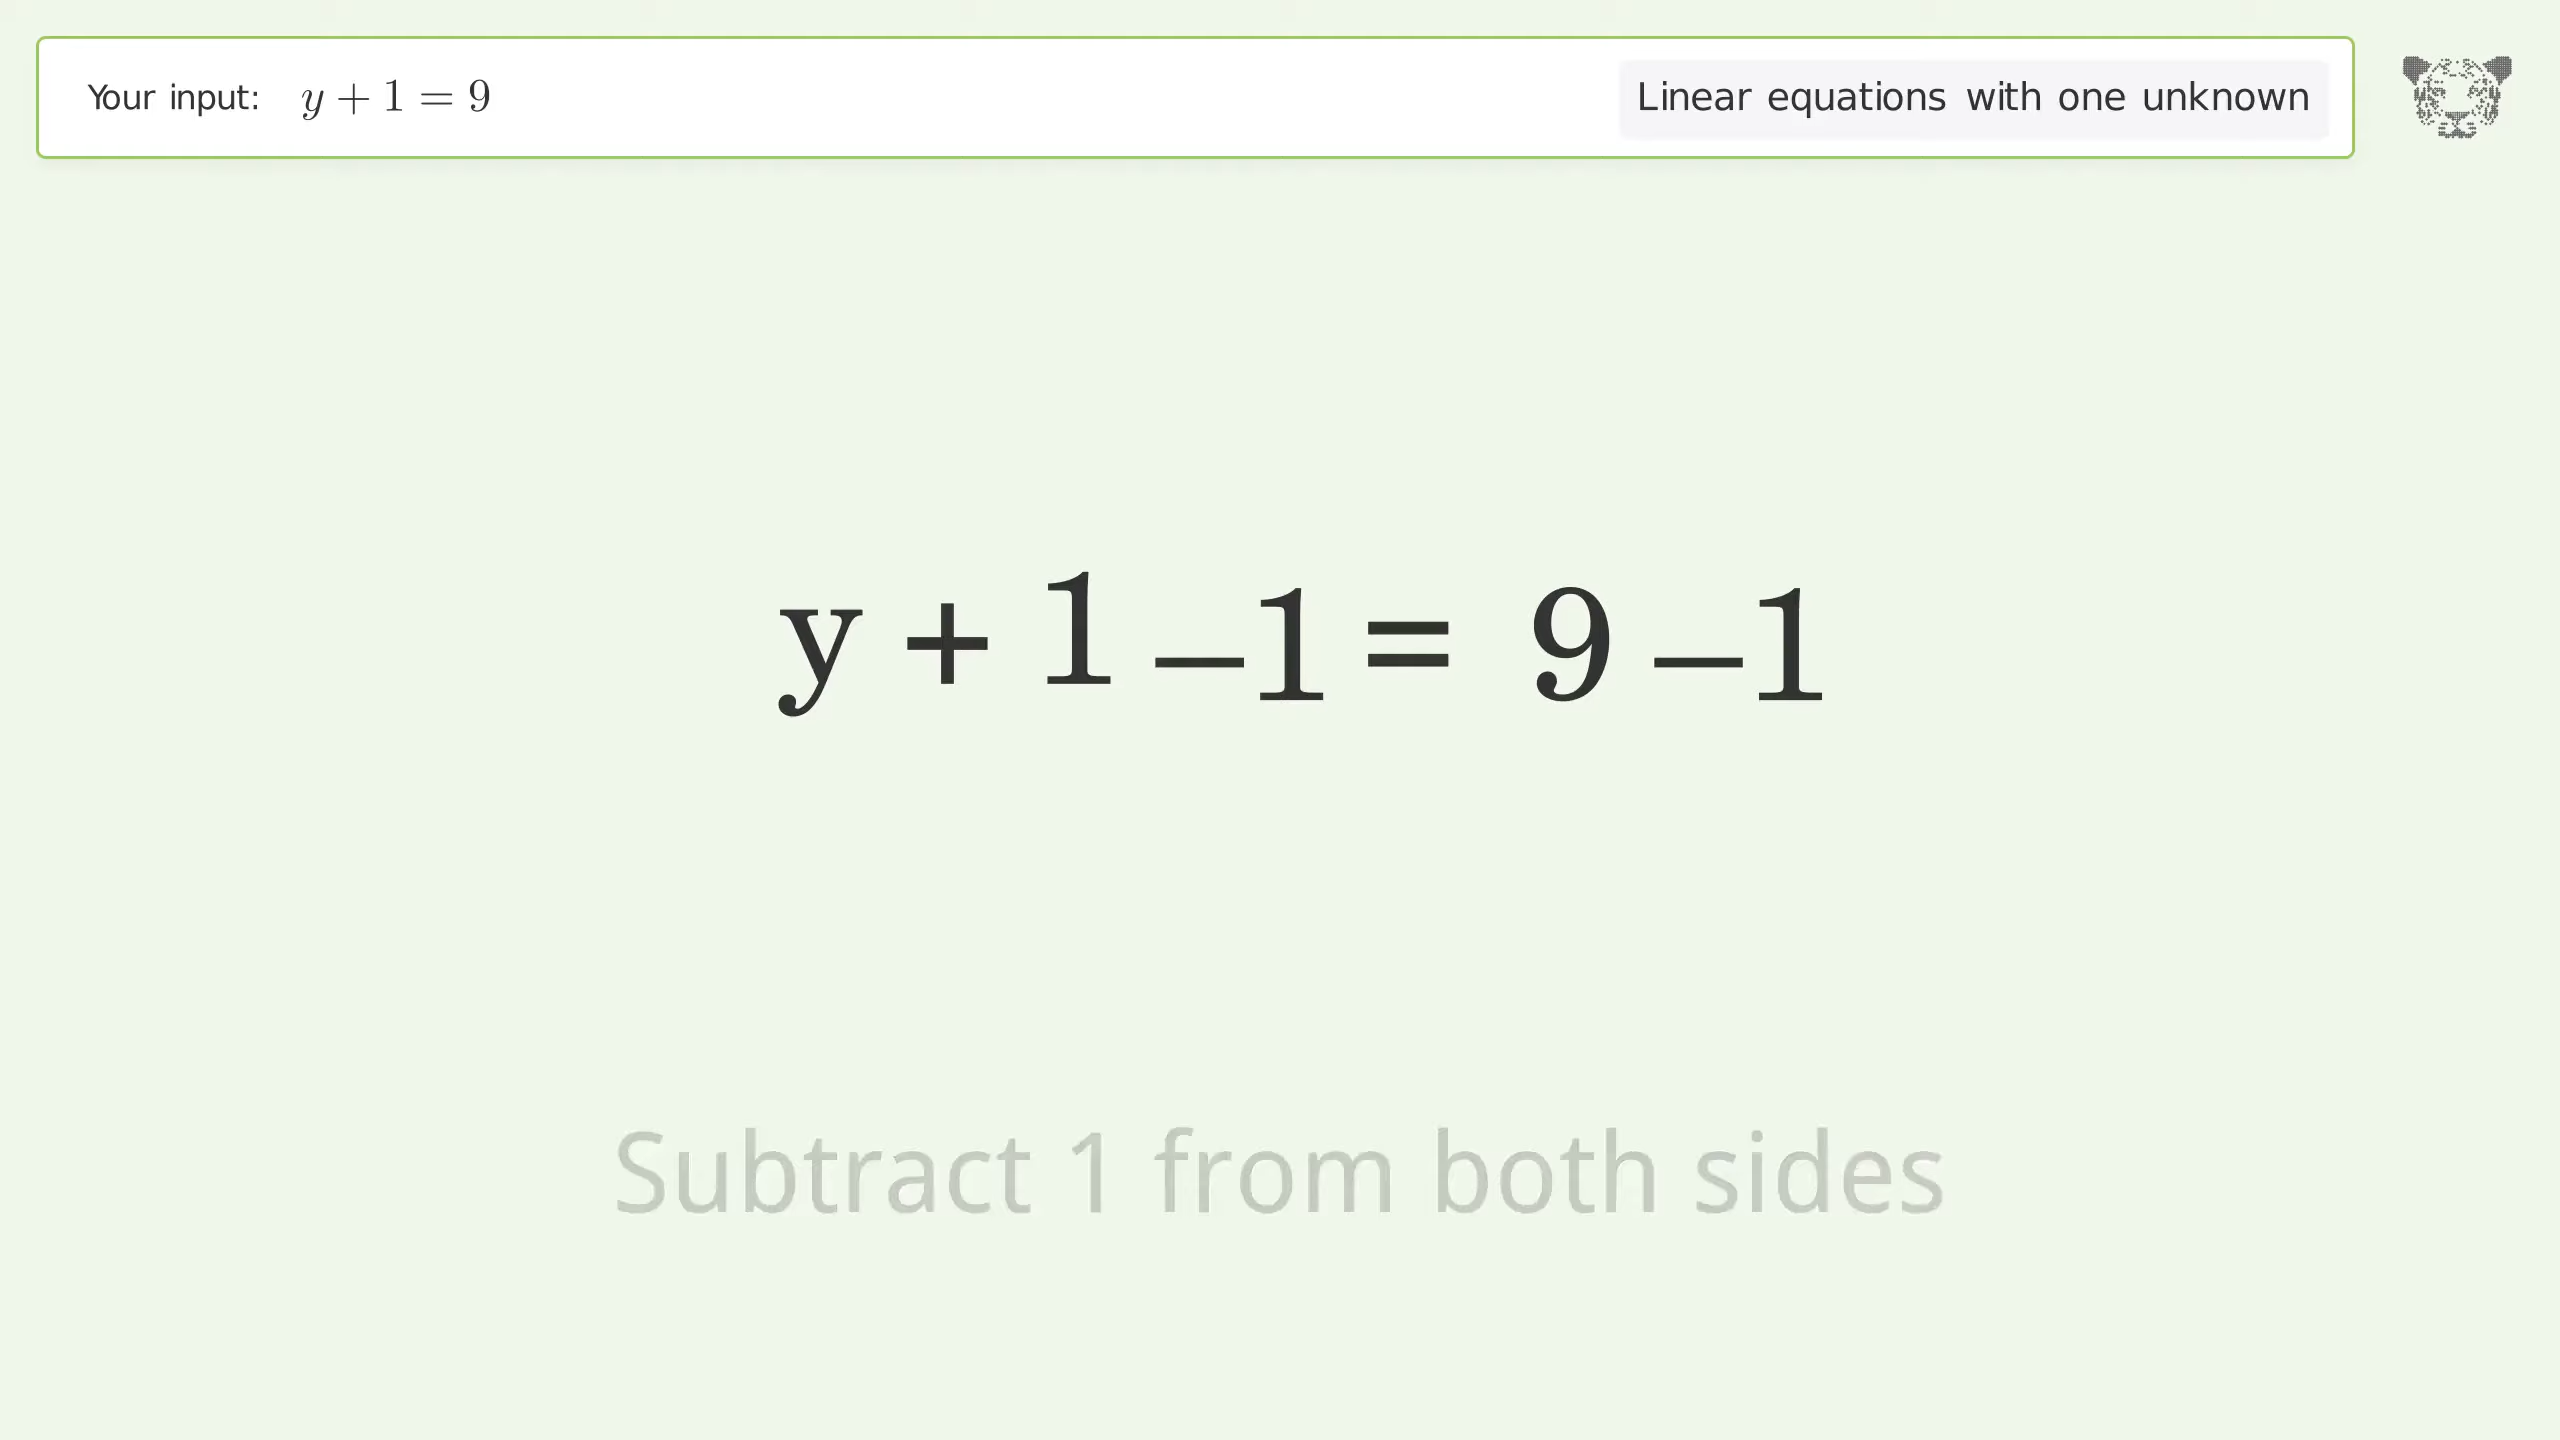 Your input: y + 1 = 9
Linear equations with one unknown
y + 1 −1 = 9 −1
Subtract 1 from both sides